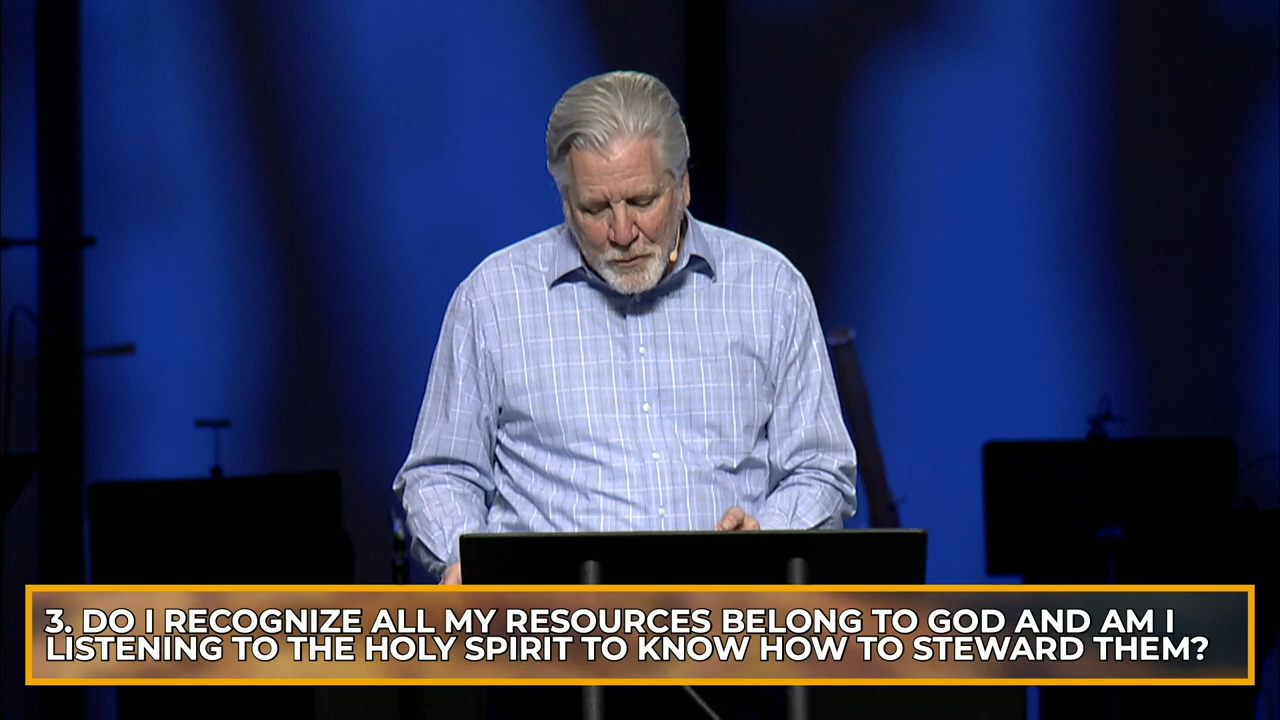 3. DO I RECOGNIZE ALL MY RESOURCES BELONG TO GOD AND AM I
LISTENING TO THE HOLY SPIRIT TO KNOW HOW TO STEWARD THEM?